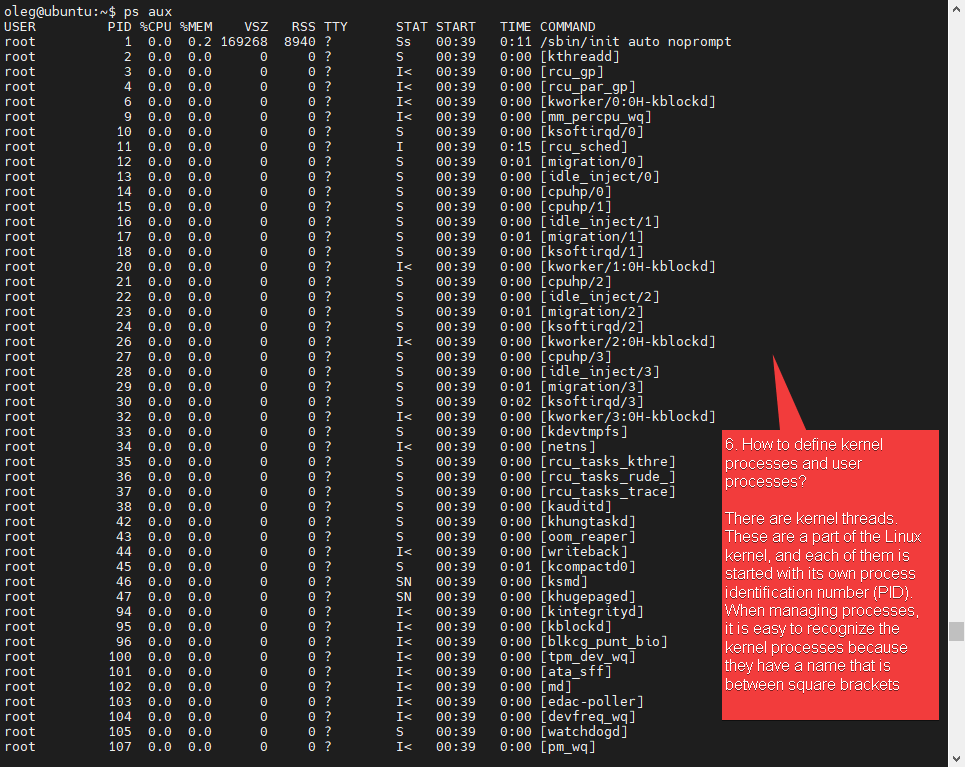 oleg@ubuntu:~$ ps aux
USER         PID %CPU %MEM    VSZ   RSS TTY      STAT START   TIME COMMAND
root           1  0.0  0.2 169268  8940 ?        Ss   00:39   0:11 /sbin/init auto noprompt
root           2  0.0  0.0      0     0 ?        S    00:39   0:00 [kthreadd]
root           3  0.0  0.0      0     0 ?        I<   00:39   0:00 [rcu_gp]
root           4  0.0  0.0      0     0 ?        I<   00:39   0:00 [rcu_par_gp]
root           6  0.0  0.0      0     0 ?        I<   00:39   0:00 [kworker/0:0H-kblockd]
root           9  0.0  0.0      0     0 ?        I<   00:39   0:00 [mm_percpu_wq]
root          10  0.0  0.0      0     0 ?        S    00:39   0:00 [ksoftirqd/0]
root          11  0.0  0.0      0     0 ?        I    00:39   0:15 [rcu_sched]
root          12  0.0  0.0      0     0 ?        S    00:39   0:01 [migration/0]
root          13  0.0  0.0      0     0 ?        S    00:39   0:00 [idle_inject/0]
root          14  0.0  0.0      0     0 ?        S    00:39   0:00 [cpuhp/0]
root          15  0.0  0.0      0     0 ?        S    00:39   0:00 [cpuhp/1]
root          16  0.0  0.0      0     0 ?        S    00:39   0:00 [idle_inject/1]
root          17  0.0  0.0      0     0 ?        S    00:39   0:01 [migration/1]
root          18  0.0  0.0      0     0 ?        S    00:39   0:00 [ksoftirqd/1]
root          20  0.0  0.0      0     0 ?        I<   00:39   0:00 [kworker/1:0H-kblockd]
root          21  0.0  0.0      0     0 ?        S    00:39   0:00 [cpuhp/2]
root          22  0.0  0.0      0     0 ?        S    00:39   0:00 [idle_inject/2]
root          23  0.0  0.0      0     0 ?        S    00:39   0:01 [migration/2]
root          24  0.0  0.0      0     0 ?        S    00:39   0:00 [ksoftirqd/2]
root          26  0.0  0.0      0     0 ?        I<   00:39   0:00 [kworker/2:0H-kblockd]
root          27  0.0  0.0      0     0 ?        S    00:39   0:00 [cpuhp/3]
root          28  0.0  0.0      0     0 ?        S    00:39   0:00 [idle_inject/3]
root          29  0.0  0.0      0     0 ?        S    00:39   0:01 [migration/3]
root          30  0.0  0.0      0     0 ?        S    00:39   0:02 [ksoftirqd/3]
root          32  0.0  0.0      0     0 ?        I<   00:39   0:00 [kworker/3:0H-kblockd]
root          33  0.0  0.0      0     0 ?        S    00:39   0:00 [kdevtmpfs]
root          34  0.0  0.0      0     0 ?        I<   00:39   0:00 [netns]
root          35  0.0  0.0      0     0 ?        S    00:39   0:00 [rcu_tasks_kthre]
root          36  0.0  0.0      0     0 ?        S    00:39   0:00 [rcu_tasks_rude_]
root          37  0.0  0.0      0     0 ?        S    00:39   0:00 [rcu_tasks_trace]
root          38  0.0  0.0      0     0 ?        S    00:39   0:00 [kauditd]
root          42  0.0  0.0      0     0 ?        S    00:39   0:00 [khungtaskd]
root          43  0.0  0.0      0     0 ?        S    00:39   0:00 [oom_reaper]
root          44  0.0  0.0      0     0 ?        I<   00:39   0:00 [writeback]
root          45  0.0  0.0      0     0 ?        S    00:39   0:01 [kcompactd0]
root          46  0.0  0.0      0     0 ?        SN   00:39   0:00 [ksmd]
root          47  0.0  0.0      0     0 ?        SN   00:39   0:00 [khugepaged]
root          94  0.0  0.0      0     0 ?        I<   00:39   0:00 [kintegrityd]
root          95  0.0  0.0      0     0 ?        I<   00:39   0:00 [kblockd]
root          96  0.0  0.0      0     0 ?        I<   00:39   0:00 [blkcg_punt_bio]
root         100  0.0  0.0      0     0 ?        I<   00:39   0:00 [tpm_dev_wq]
root         101  0.0  0.0      0     0 ?        I<   00:39   0:00 [ata_sff]
root         102  0.0  0.0      0     0 ?        I<   00:39   0:00 [md]
root         103  0.0  0.0      0     0 ?        I<   00:39   0:00 [edac-poller]
root         104  0.0  0.0      0     0 ?        I<   00:39   0:00 [devfreq_wq]
root         105  0.0  0.0      0     0 ?        S    00:39   0:00 [watchdogd]
root         107  0.0  0.0      0     0 ?        I<   00:39   0:00 [pm_wq]
6. How to define kernel
processes and user
processes?
There are kernel threads.
These are a part of the Linux
kernel, and each of them is
started with its own process
identification number (PID).
When managing processes,
it is easy to recognize the
kernel processes because
they have a name that is
between square brackets